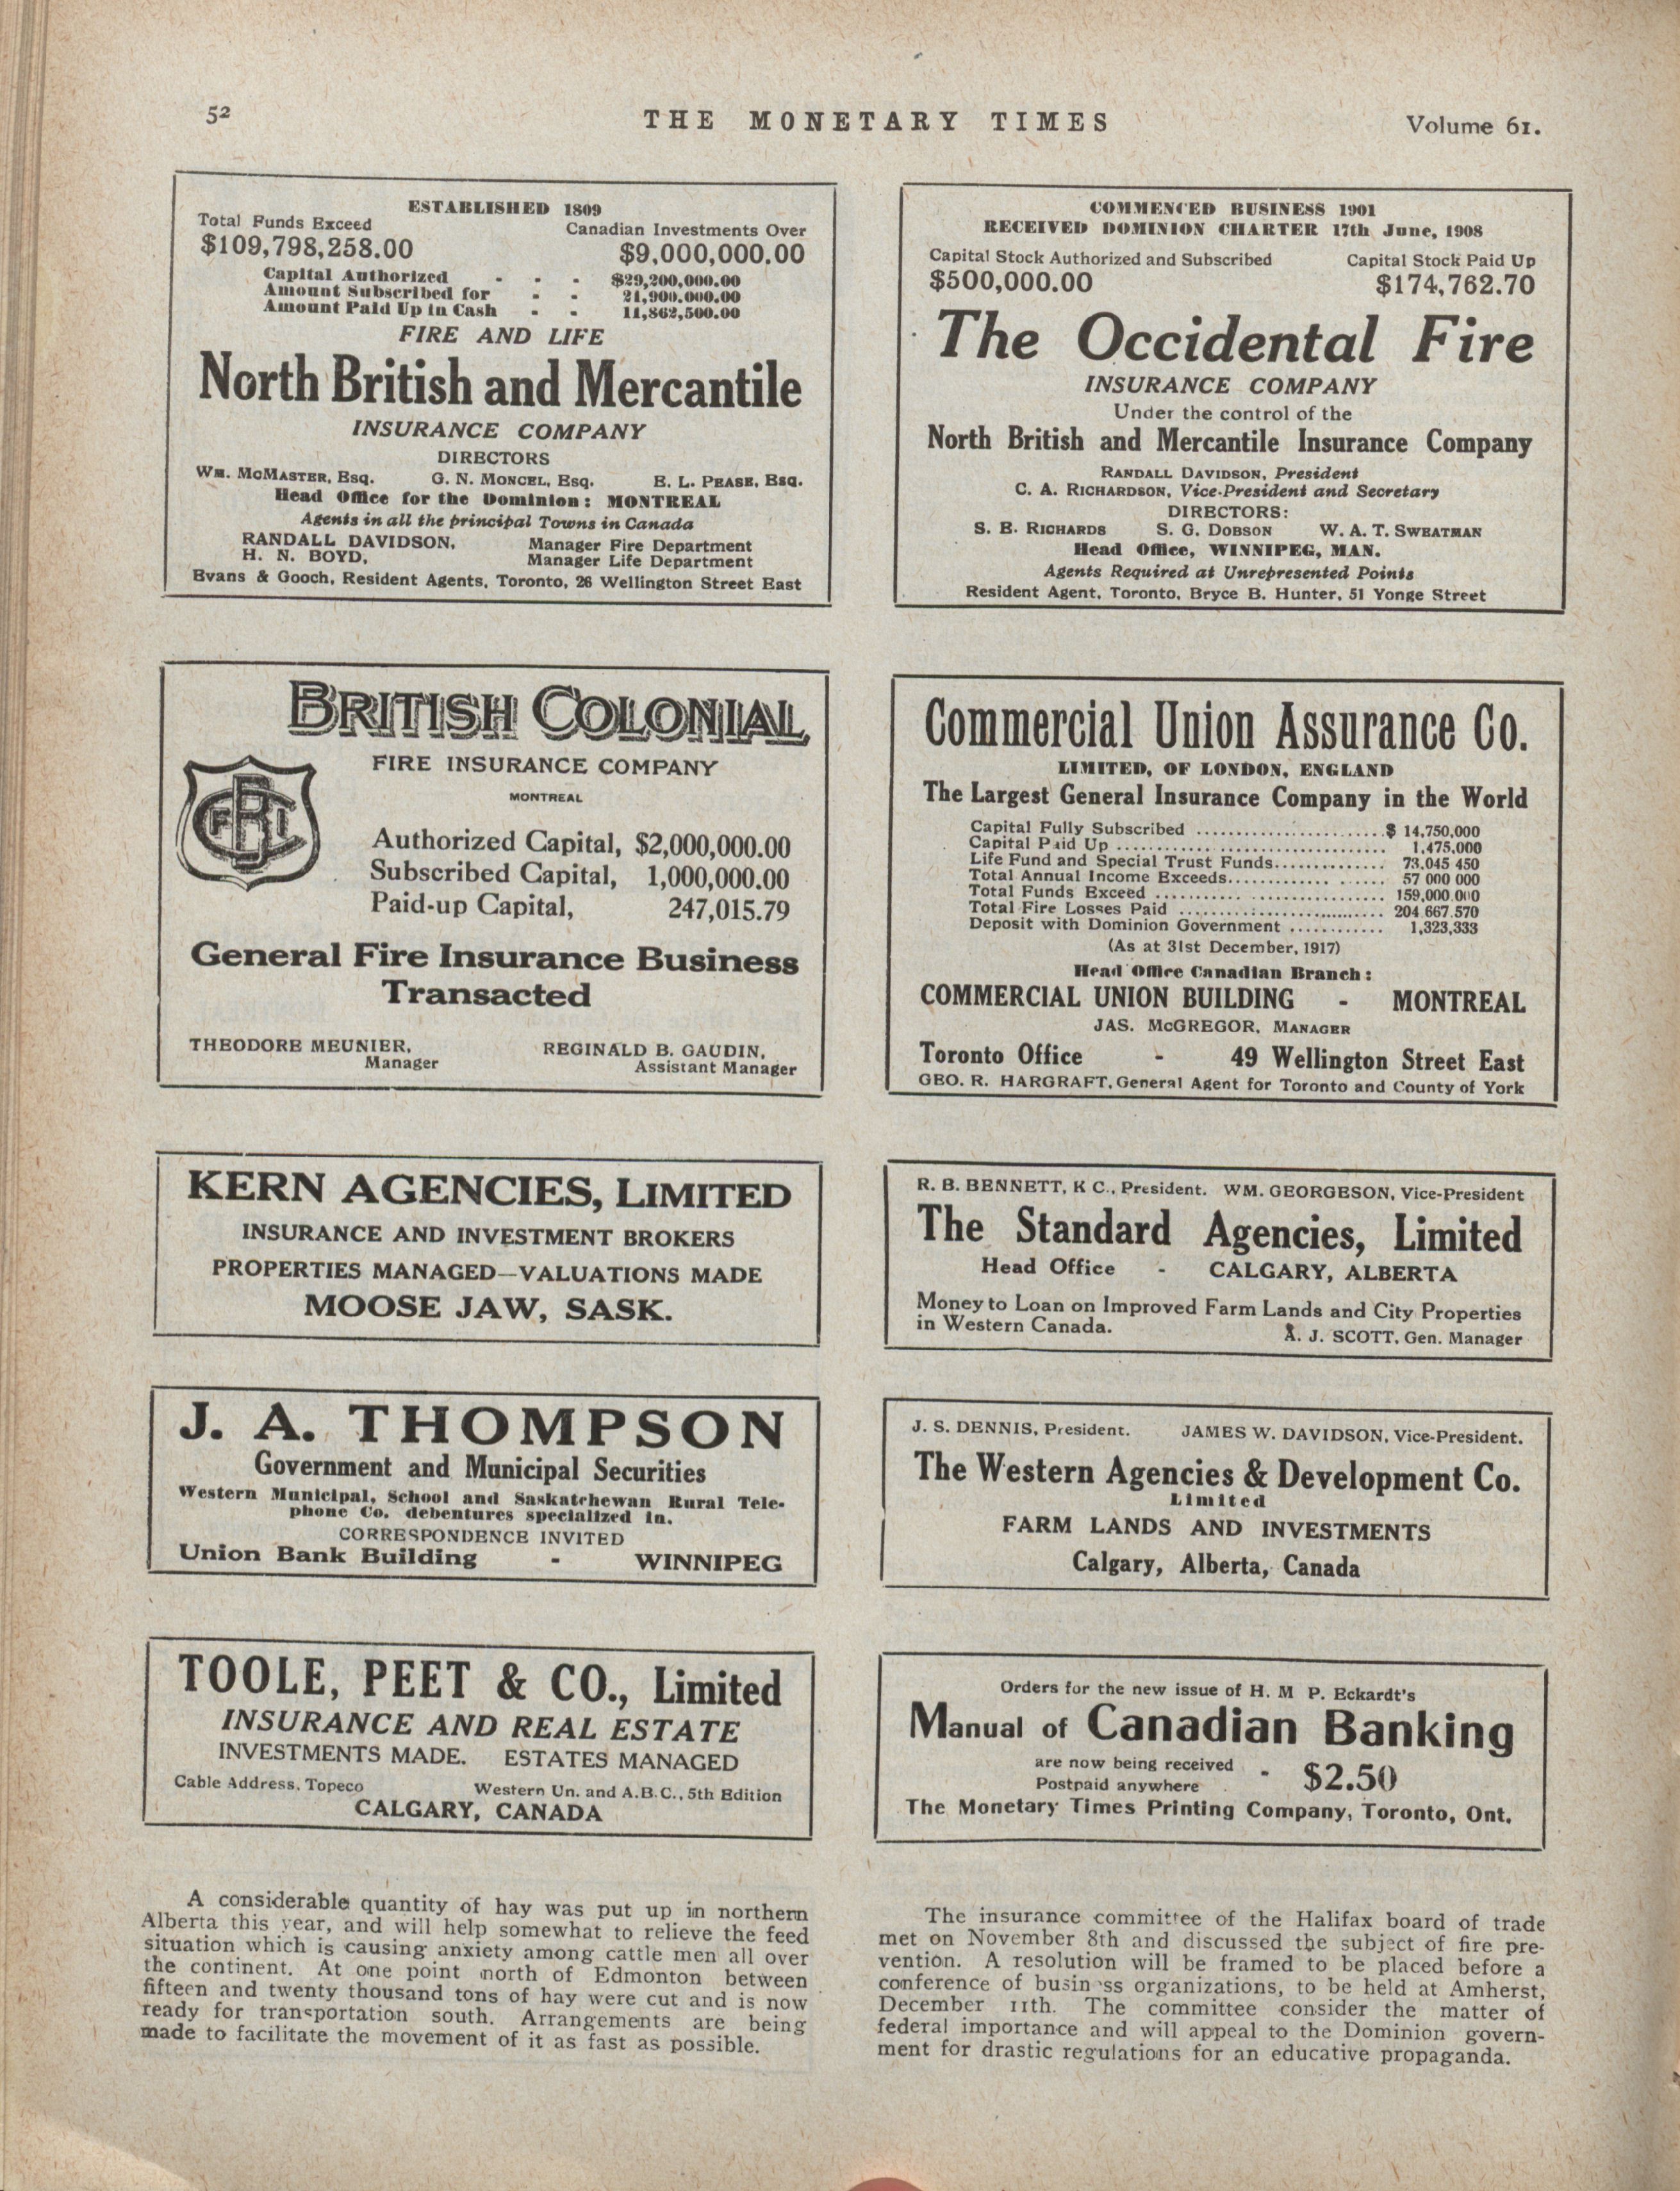 52
THE MONETARY TIMES
Volume 61.
ESTABLISHED 1809
Total Funds Exceed
Canadian Investments Over
$109,798,258.00
$9,000,000.00
Capital Authorized - - - $29,200,000.00
Amount Subscribed for - - 21,900,000.00
Amount Paid Up in Cash - - 11,862,500.00
FIRE AND LIFE
North British and Mercantile
INSURANCE COMPANY
DIRECTORS
WM. MCMASTER, ESQ. G. N. MONCEL, ESQ. E. L. PEASE, ESQ.
Head Office for the Dominion: MONTREAL
Agents in all the principal Towns in Canada
RANDALL DAVIDSON, Manager Fire Department
H. N. BOYD, Manager Life Department
Evans & Gooch, Resident Agents, Toronto, 26 Wellington Street East
COMMENCED BUSINESS 1901
RECEIVED DOMINION CHARTER 17th June, 1908
Capital Stock Authorized and Subscribed Capital Stock Paid Up
$500,000.00 $174,762.70
The Occidental Fire
INSURANCE COMPANY
Under the control of the
North British and Mercantile Insurance Company
RANDALL DAVIDSON, President
C. A. RICHARDSON, Vice-President and Secretary
DIRECTORS:
S. E. RICHARDS S. G. DOBSON W. A. T. SWEATMAN
Head Office, WINNIPEG, MAN.
Agents Required at Unrepresented Points
Resident Agent, Toronto, Bryce B. Hunter, 51 Yonge Street
BRITISH COLONIAL
FIRE INSURANCE COMPANY
MONTREAL
Authorized Capital, $2,000,000.00
Subscribed Capital, 1,000,000.00
Paid-up Capital, 247,015.79
General Fire Insurance Business
Transacted
THEODORE MEUNIER,
Manager
REGINALD B. GAUDIN,
Assistant Manager
Commercial Union Assurance Co.
LIMITED, OF LONDON, ENGLAND
The Largest General Insurance Company in the World
Capital Fully Subscribed ........................$ 14,750,000
Capital Paid Up ................................... 1,475,000
Life Fund and Special Trust Funds.............. 73,045 450
Total Annual Income Exceeds.................... 57 000 000
Total Funds Exceed ............................. 159,000,000
Total Fire Losses Paid .......................... 204 667,570
Deposit with Dominion Government ............ 1,323,333
(As at 31st December, 1917)
Head Office Canadian Branch:
COMMERCIAL UNION BUILDING - MONTREAL
JAS. McGREGOR, MANAGER
Toronto Office - 49 Wellington Street East
GEO. R. HARGRAFT, General Agent for Toronto and County of York
KERN AGENCIES, LIMITED
INSURANCE AND INVESTMENT BROKERS
PROPERTIES MANAGED—VALUATIONS MADE
MOOSE JAW, SASK.
R. B. BENNETT, K C., President. WM. GEORGESON, Vice-President
The Standard Agencies, Limited
Head Office - CALGARY, ALBERTA
Money to Loan on Improved Farm Lands and City Properties
in Western Canada.
A. J. SCOTT, Gen. Manager
J. A. THOMPSON
Government and Municipal Securities
Western Municipal, School and Saskatchewan Rural Tele-
phone Co. debentures specialized in.
CORRESPONDENCE INVITED
Union Bank Building - WINNIPEG
J. S. DENNIS, President. JAMES W. DAVIDSON, Vice-President.
The Western Agencies & Development Co.
Limited
FARM LANDS AND INVESTMENTS
Calgary, Alberta, Canada
TOOLE, PEET & CO., Limited
INSURANCE AND REAL ESTATE
INVESTMENTS MADE. ESTATES MANAGED
Cable Address, Topeco Western Un. and A.B.C., 5th Edition
CALGARY, CANADA
Orders for the new issue of H. M P. Eckardt's
Manual of Canadian Banking
are now being received
Postpaid anywhere - $2.50
The Monetary Times Printing Company, Toronto, Ont.
A considerable quantity of hay was put up in northern
Alberta this year, and will help somewhat to relieve the feed
situation which is causing anxiety among cattle men all over
the continent. At one point north of Edmonton between
fifteen and twenty thousand tons of hay were cut and is now
ready for transportation south. Arrangements are being
made to facilitate the movement of it as fast as possible.
The insurance committee of the Halifax board of trade
met on November 8th and discussed the subject of fire pre-
vention. A resolution will be framed to be placed before a
conference of business organizations, to be held at Amherst,
December 11th. The committee consider the matter of
federal importance and will appeal to the Dominion govern-
ment for drastic regulations for an educative propaganda.